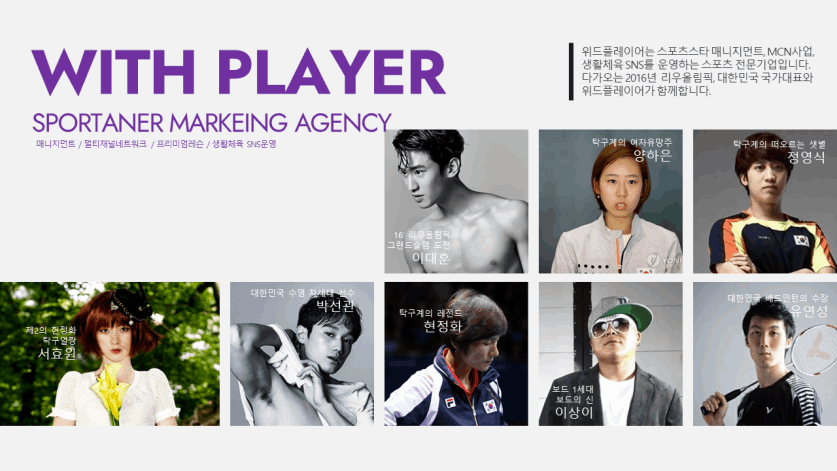 WITH PLAYER
SPORTANER MARKEING AGENCY
매니지먼트 / 멀티채널네트워크 / 프리미엄레슨 / 생활체육 SNS운영
위드플레이어는 스포츠스타 매니지먼트, MCN사업,
생활체육 SNS를 운영하는 스포츠 전문기업입니다.
다가오는 2016년 리우올림픽, 대한민국 국가대표와
위드플레이어가 함께합니다.
16' 리우올림픽
그랜드슬램 도전
이대훈
탁구계의 여자유망주
양하은
탁구계의 떠오르는 샛별
정영식
제2의 현정화
탁구얼짱
서효원
대한민국 수영 차세대 선수
박선관
탁구계의 레전드
현정화
보드 1세대
보드의 신
이상이
대한민국 배드민턴의 수장
유연성